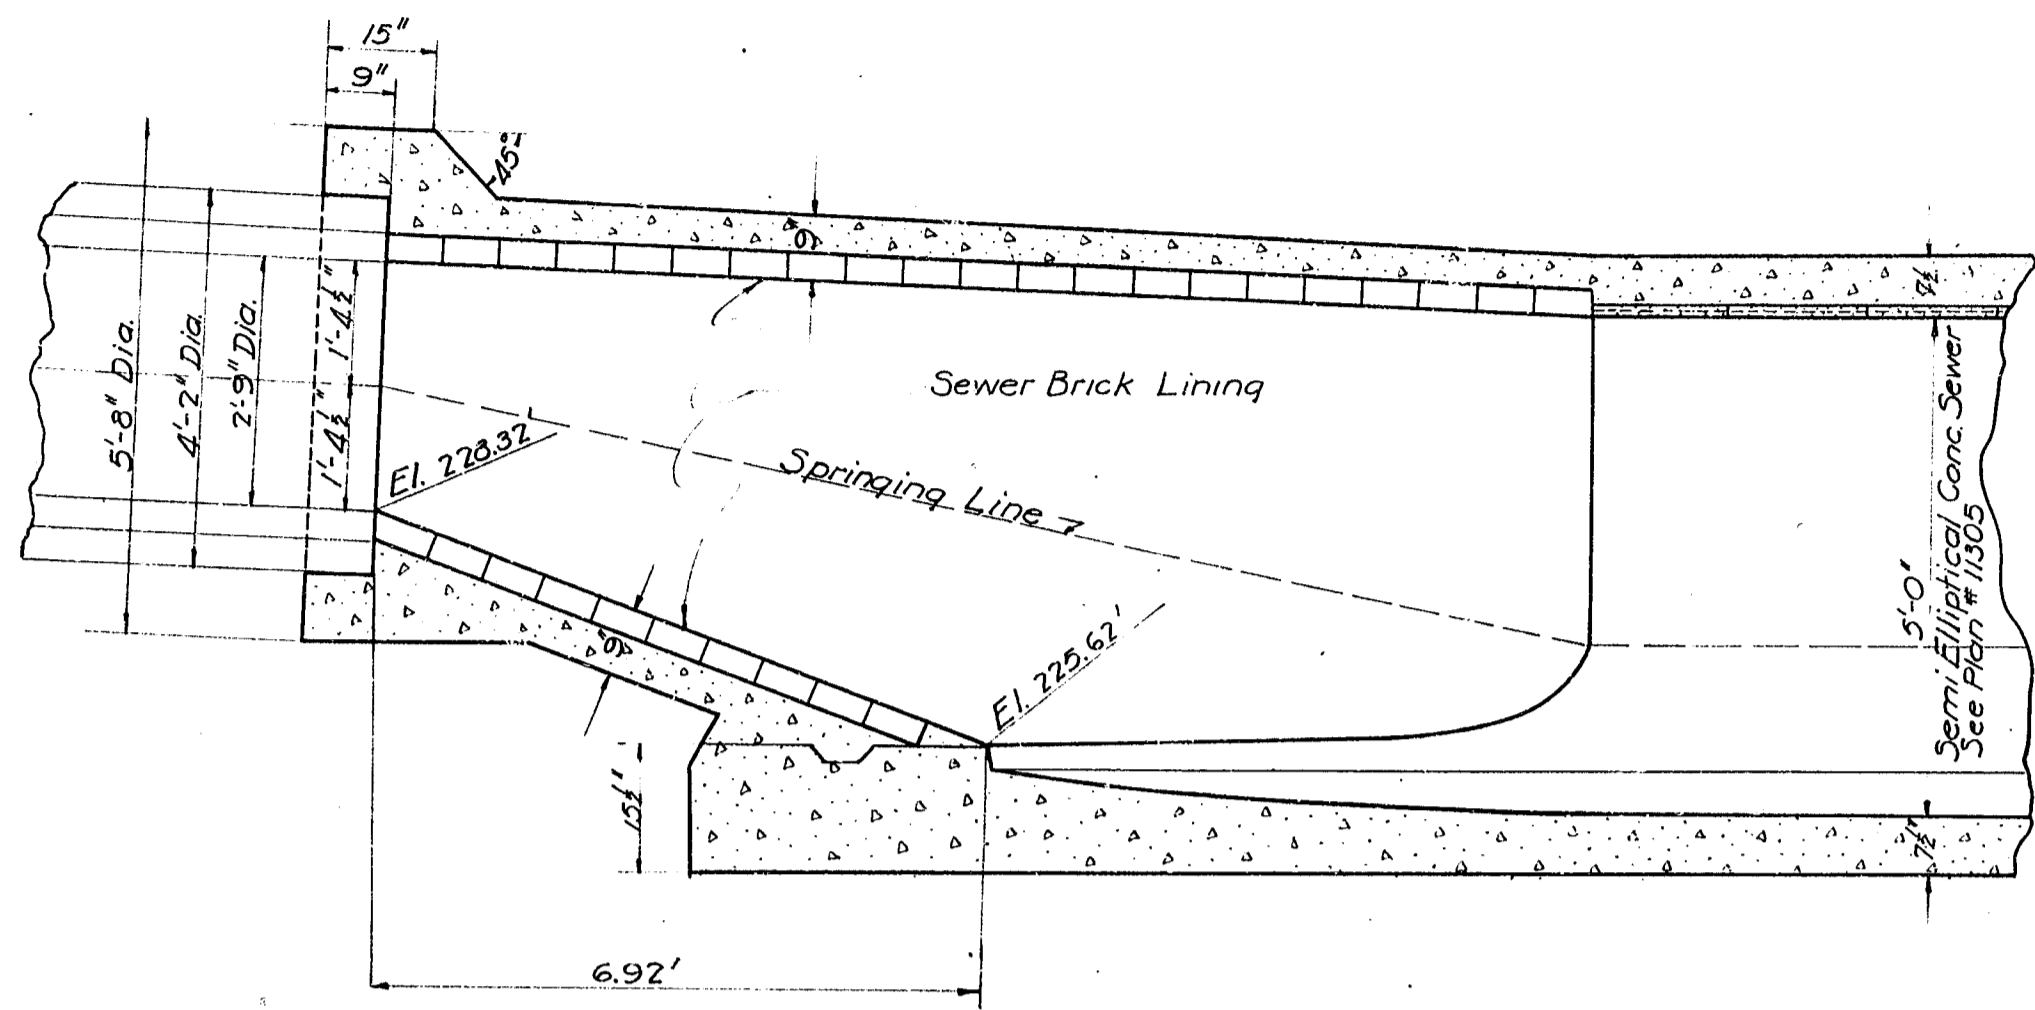 15"
9"
45°
9"
7½"
5'-8" Dia.
4'-2" Dia.
2'-9" Dia.
1'-4½"
1'-4½"
Sewer Brick Lining
El. 228.32'
Springing Line
9"
El. 225.62'
5'-0"
Semi Elliptical Conc. Sewer
See Plan # 11305
15½"
7½"
6.92'